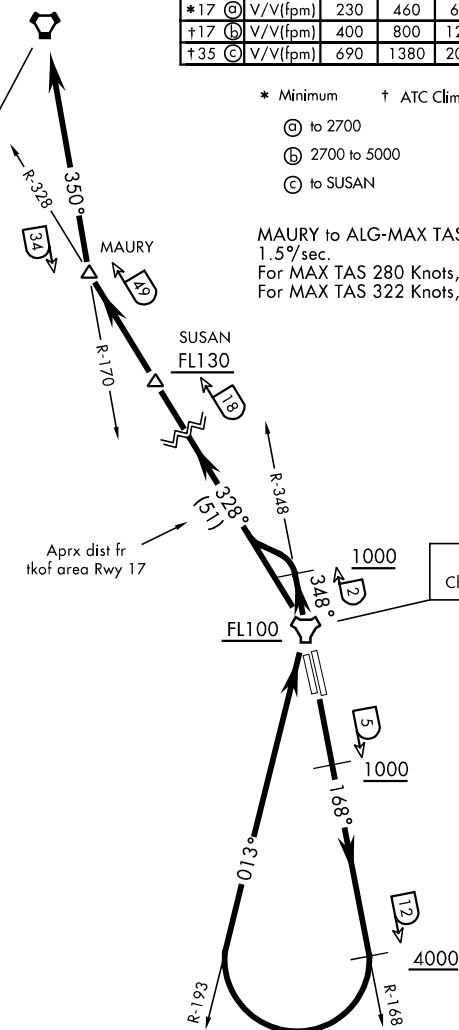 *17 ⓐ V/V(fpm) 230 460
†17 ⓑ V/V(fpm) 400 800
†35 ⓒ V/V(fpm) 690 1380
* Minimum † ATC
ⓐ to 2700
ⓑ 2700 to 5000
ⓒ to SUSAN
MAURY to ALG-MAX TAS
1.5°/sec.
For MAX TAS 280 Knots,
For MAX TAS 322 Knots,
350°
R-328
34
MAURY
49
R-170
SUSAN
FL130
18
R-348
328°
(51)
Aprx dist fr
tkof area Rwy 17
1000
2
348°
FL100
5
1000
168°
013°
12
4000
R-193
R-168